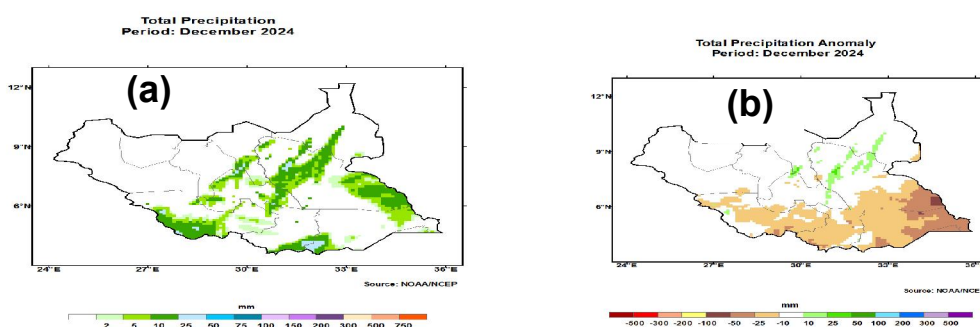 Total Precipitation
Period: December 2024
(a)
12°N
9°N
6°N
24°E 27°E 30°E 33°E 36°E
Source: NOAA/NCEP
mm
2 5 10 25 50 75 100 150 200 300 500 750
Total Precipitation Anomaly
Period: December 2024
(b)
12°N
9°N
6°N
24°E 27°E 30°E 33°E 36°
Source: NOAA/NCE
mm
-600 -300 -200 -100 -50 -25 -10 10 25 50 100 200 300 500